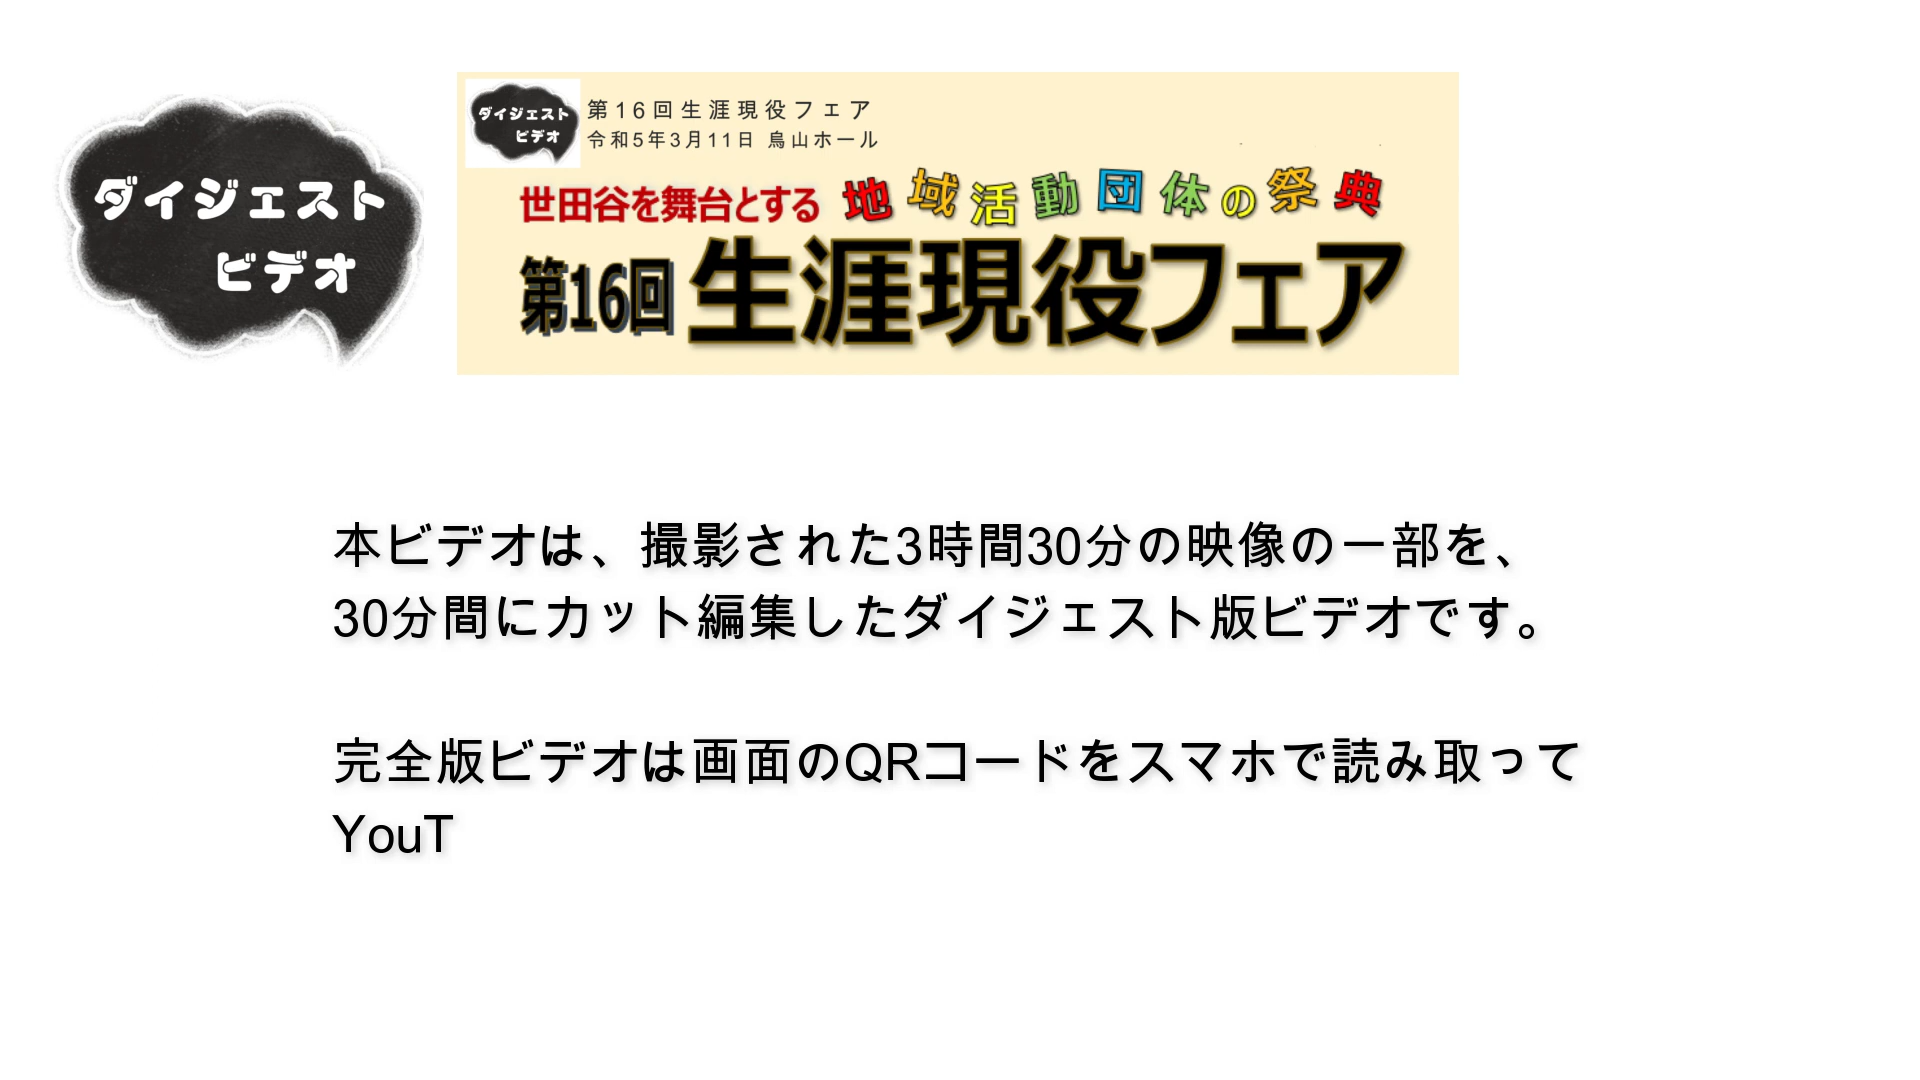 ダイジェスト
ビデオ
ダイジェスト
ビデオ
第16回生涯現役フェア
令和5年3月11日 烏山ホール
世田谷を舞台とする 地域活動団体の祭典
第16回 生涯現役フェア
本ビデオは、撮影された3時間30分の映像の一部を、
30分間にカット編集したダイジェスト版ビデオです。
完全版ビデオは画面のQRコードをスマホで読み取って
YouT